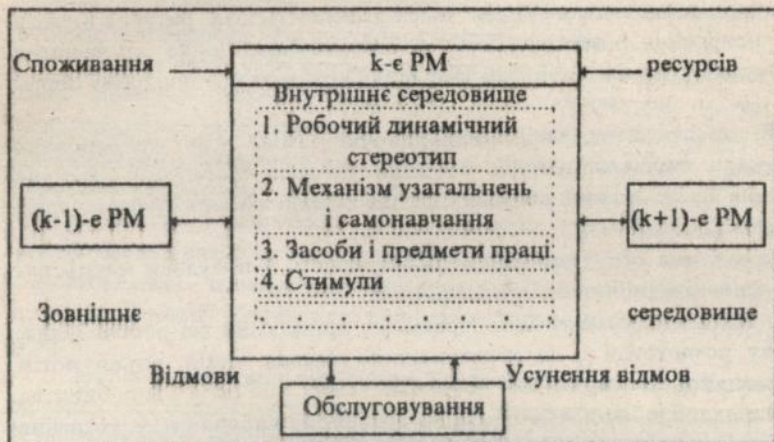 Споживання
k-є РМ
ресурсів
Внутрішнє середовище
1. Робочий динамічний
стереотип
2. Механізм узагальнень
і самонавчання
(k-1)-е РМ
(k+1)-е РМ
3. Засоби і предмети праці
4. Стимули
Зовнішнє
середовище
. . . . . . . .
Відмови
Усунення відмов
Обслуговування